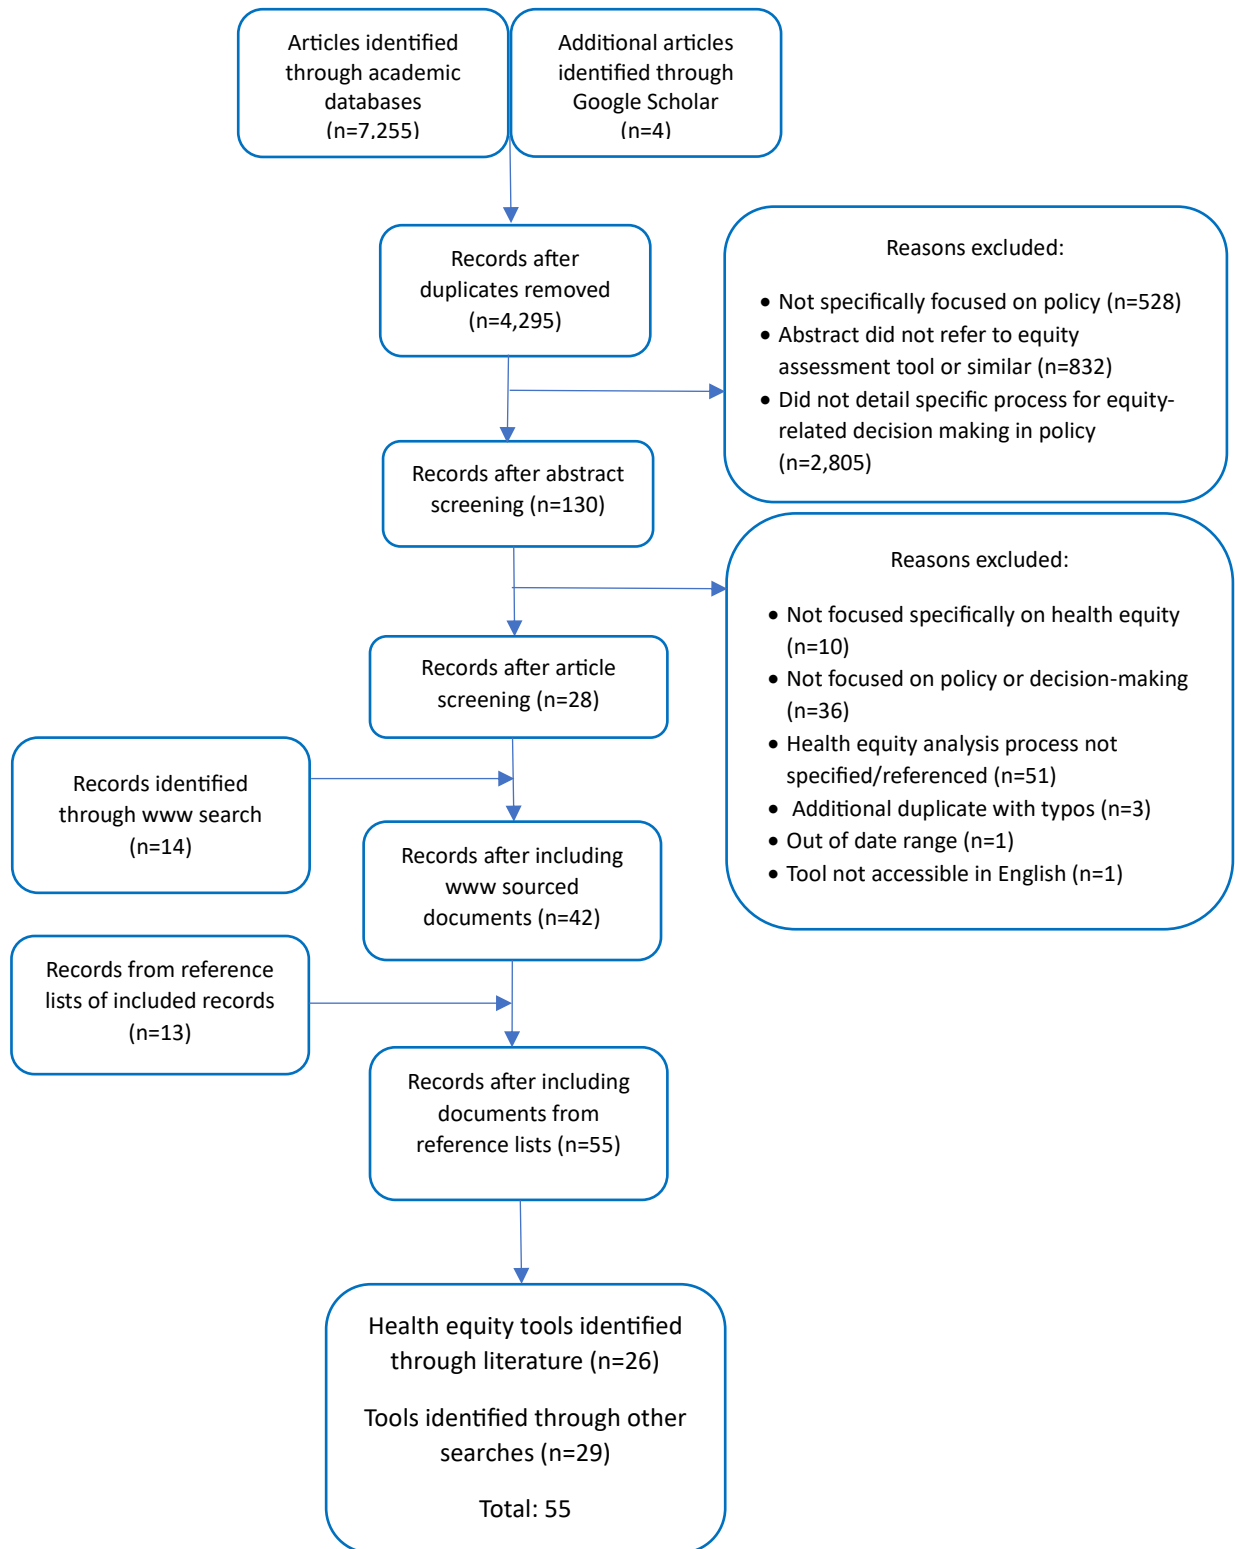 Articles identified
through academic
databases
(n=7,255)
Additional articles
identified through
Google Scholar
(n=4)
Records after
duplicates removed
(n=4,295)
Reasons excluded:
• Not specifically focused on policy (n=528)
• Abstract did not refer to equity
assessment tool or similar (n=832)
• Did not detail specific process for equity-
related decision making in policy
(n=2,805)
Records after abstract
screening (n=130)
Reasons excluded:
• Not focused specifically on health equity
(n=10)
• Not focused on policy or decision-making
(n=36)
• Health equity analysis process not
specified/referenced (n=51)
• Additional duplicate with typos (n=3)
• Out of date range (n=1)
• Tool not accessible in English (n=1)
Records after article
screening (n=28)
Records identified
through www search
(n=14)
Records after including
www sourced
documents (n=42)
Records from reference
lists of included records
(n=13)
Records after including
documents from
reference lists (n=55)
Health equity tools identified
through literature (n=26)
Tools identified through other
searches (n=29)
Total: 55